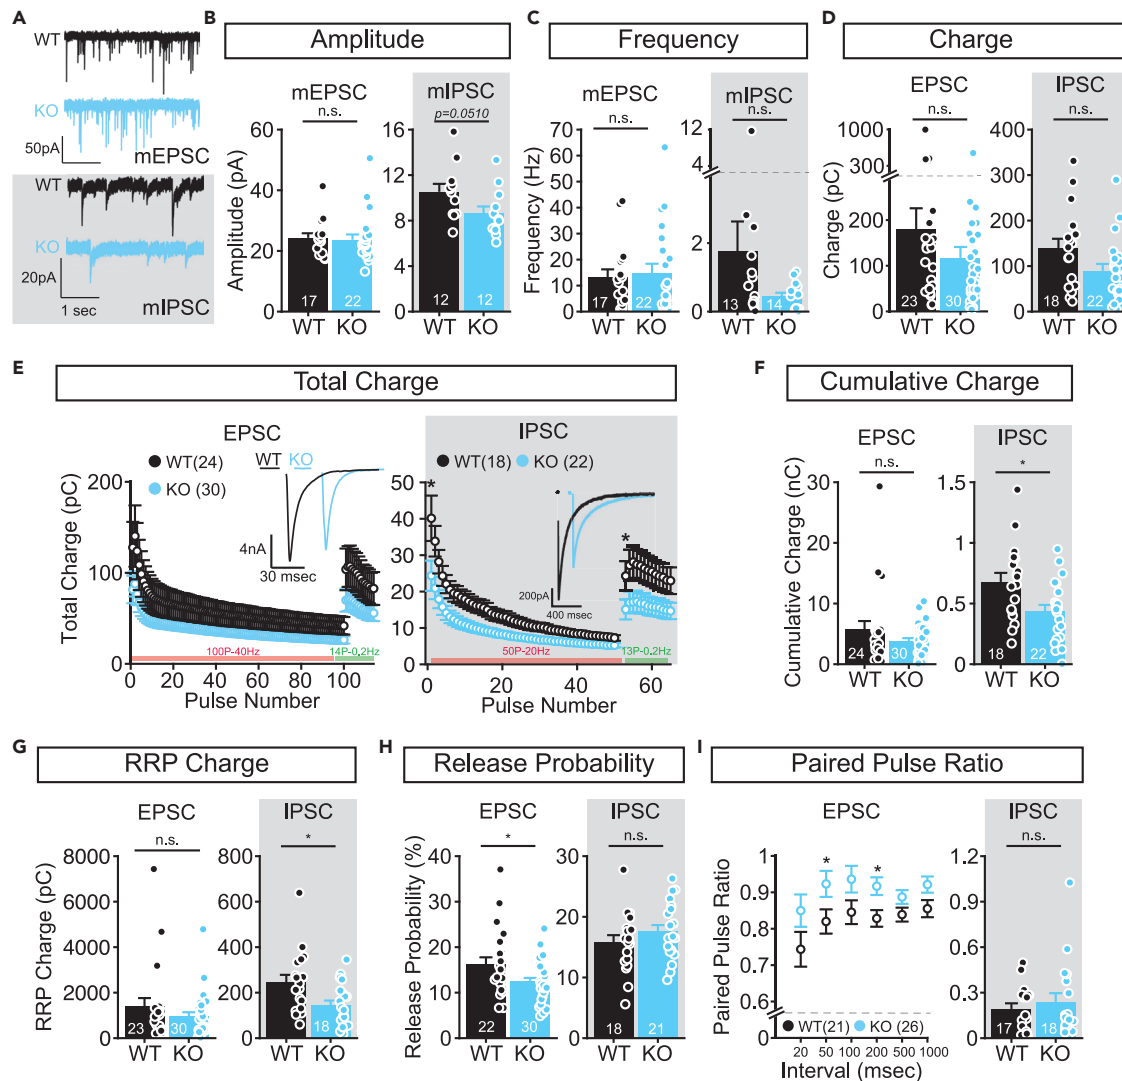 A
WT
KO
50pA
mEPSC
WT
KO
20pA
1 sec
mIPSC
B
Amplitude
mEPSC
n.s.
mIPSC
p=0.0510
Amplitude (pA)
60
40
20
0
16
12
8
4
0
17
22
12
12
WT KO
WT KO
C
Frequency
mEPSC
n.s.
mIPSC
n.s.
Frequency (Hz)
70
60
50
40
30
20
10
0
12
4
2
0
17
22
13
14
WT KO
WT KO
D
Charge
EPSC
n.s.
IPSC
n.s.
Charge (pC)
1000
300
200
100
0
400
300
200
100
0
23
30
18
22
WT KO
WT KO
E
Total Charge
EPSC
WT(24)
KO (30)
WT KO
4nA
30 msec
Total Charge (pC)
200
100
0
100P-40Hz
14P-0.2Hz
0 50 100
Pulse Number
IPSC
WT(18) KO (22)
*
*
200pA
400 msec
50
40
30
20
10
0
50P-20Hz
13P-0.2Hz
0 20 40 60
Pulse Number
F
Cumulative Charge
EPSC
n.s.
IPSC
*
Cumulative Charge (nC)
30
20
10
0
1.5
1
0.5
0
24
30
18
22
WT KO
WT KO
G
RRP Charge
EPSC
n.s.
IPSC
*
RRP Charge (pC)
8000
6000
4000
2000
0
800
600
400
200
0
23
30
18
WT KO
WT KO
H
Release Probability
EPSC
*
IPSC
n.s.
Release Probability (%)
40
30
20
10
0
30
20
10
0
22
30
18
21
WT KO
WT KO
I
Paired Pulse Ratio
EPSC
IPSC
n.s.
Paired Pulse Ratio
1
0.9
0.8
0.7
0.6
0
*
*
WT(21) KO (26)
20 50 100 200 500 1000
Interval (msec)
1.2
0.9
0.6
0.3
0
17
18
WT KO